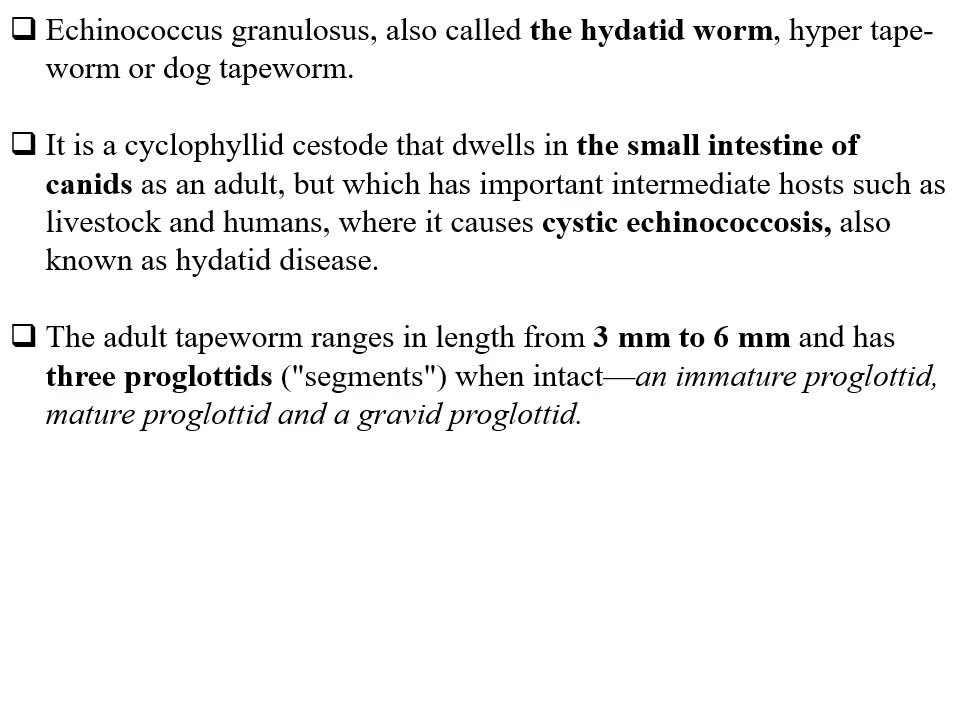 ❑ Echinococcus granulosus, also called the hydatid worm, hyper tape-
worm or dog tapeworm.
❑ It is a cyclophyllid cestode that dwells in the small intestine of
canids as an adult, but which has important intermediate hosts such as
livestock and humans, where it causes cystic echinococcosis, also
known as hydatid disease.
❑ The adult tapeworm ranges in length from 3 mm to 6 mm and has
three proglottids ("segments") when intact—an immature proglottid,
mature proglottid and a gravid proglottid.